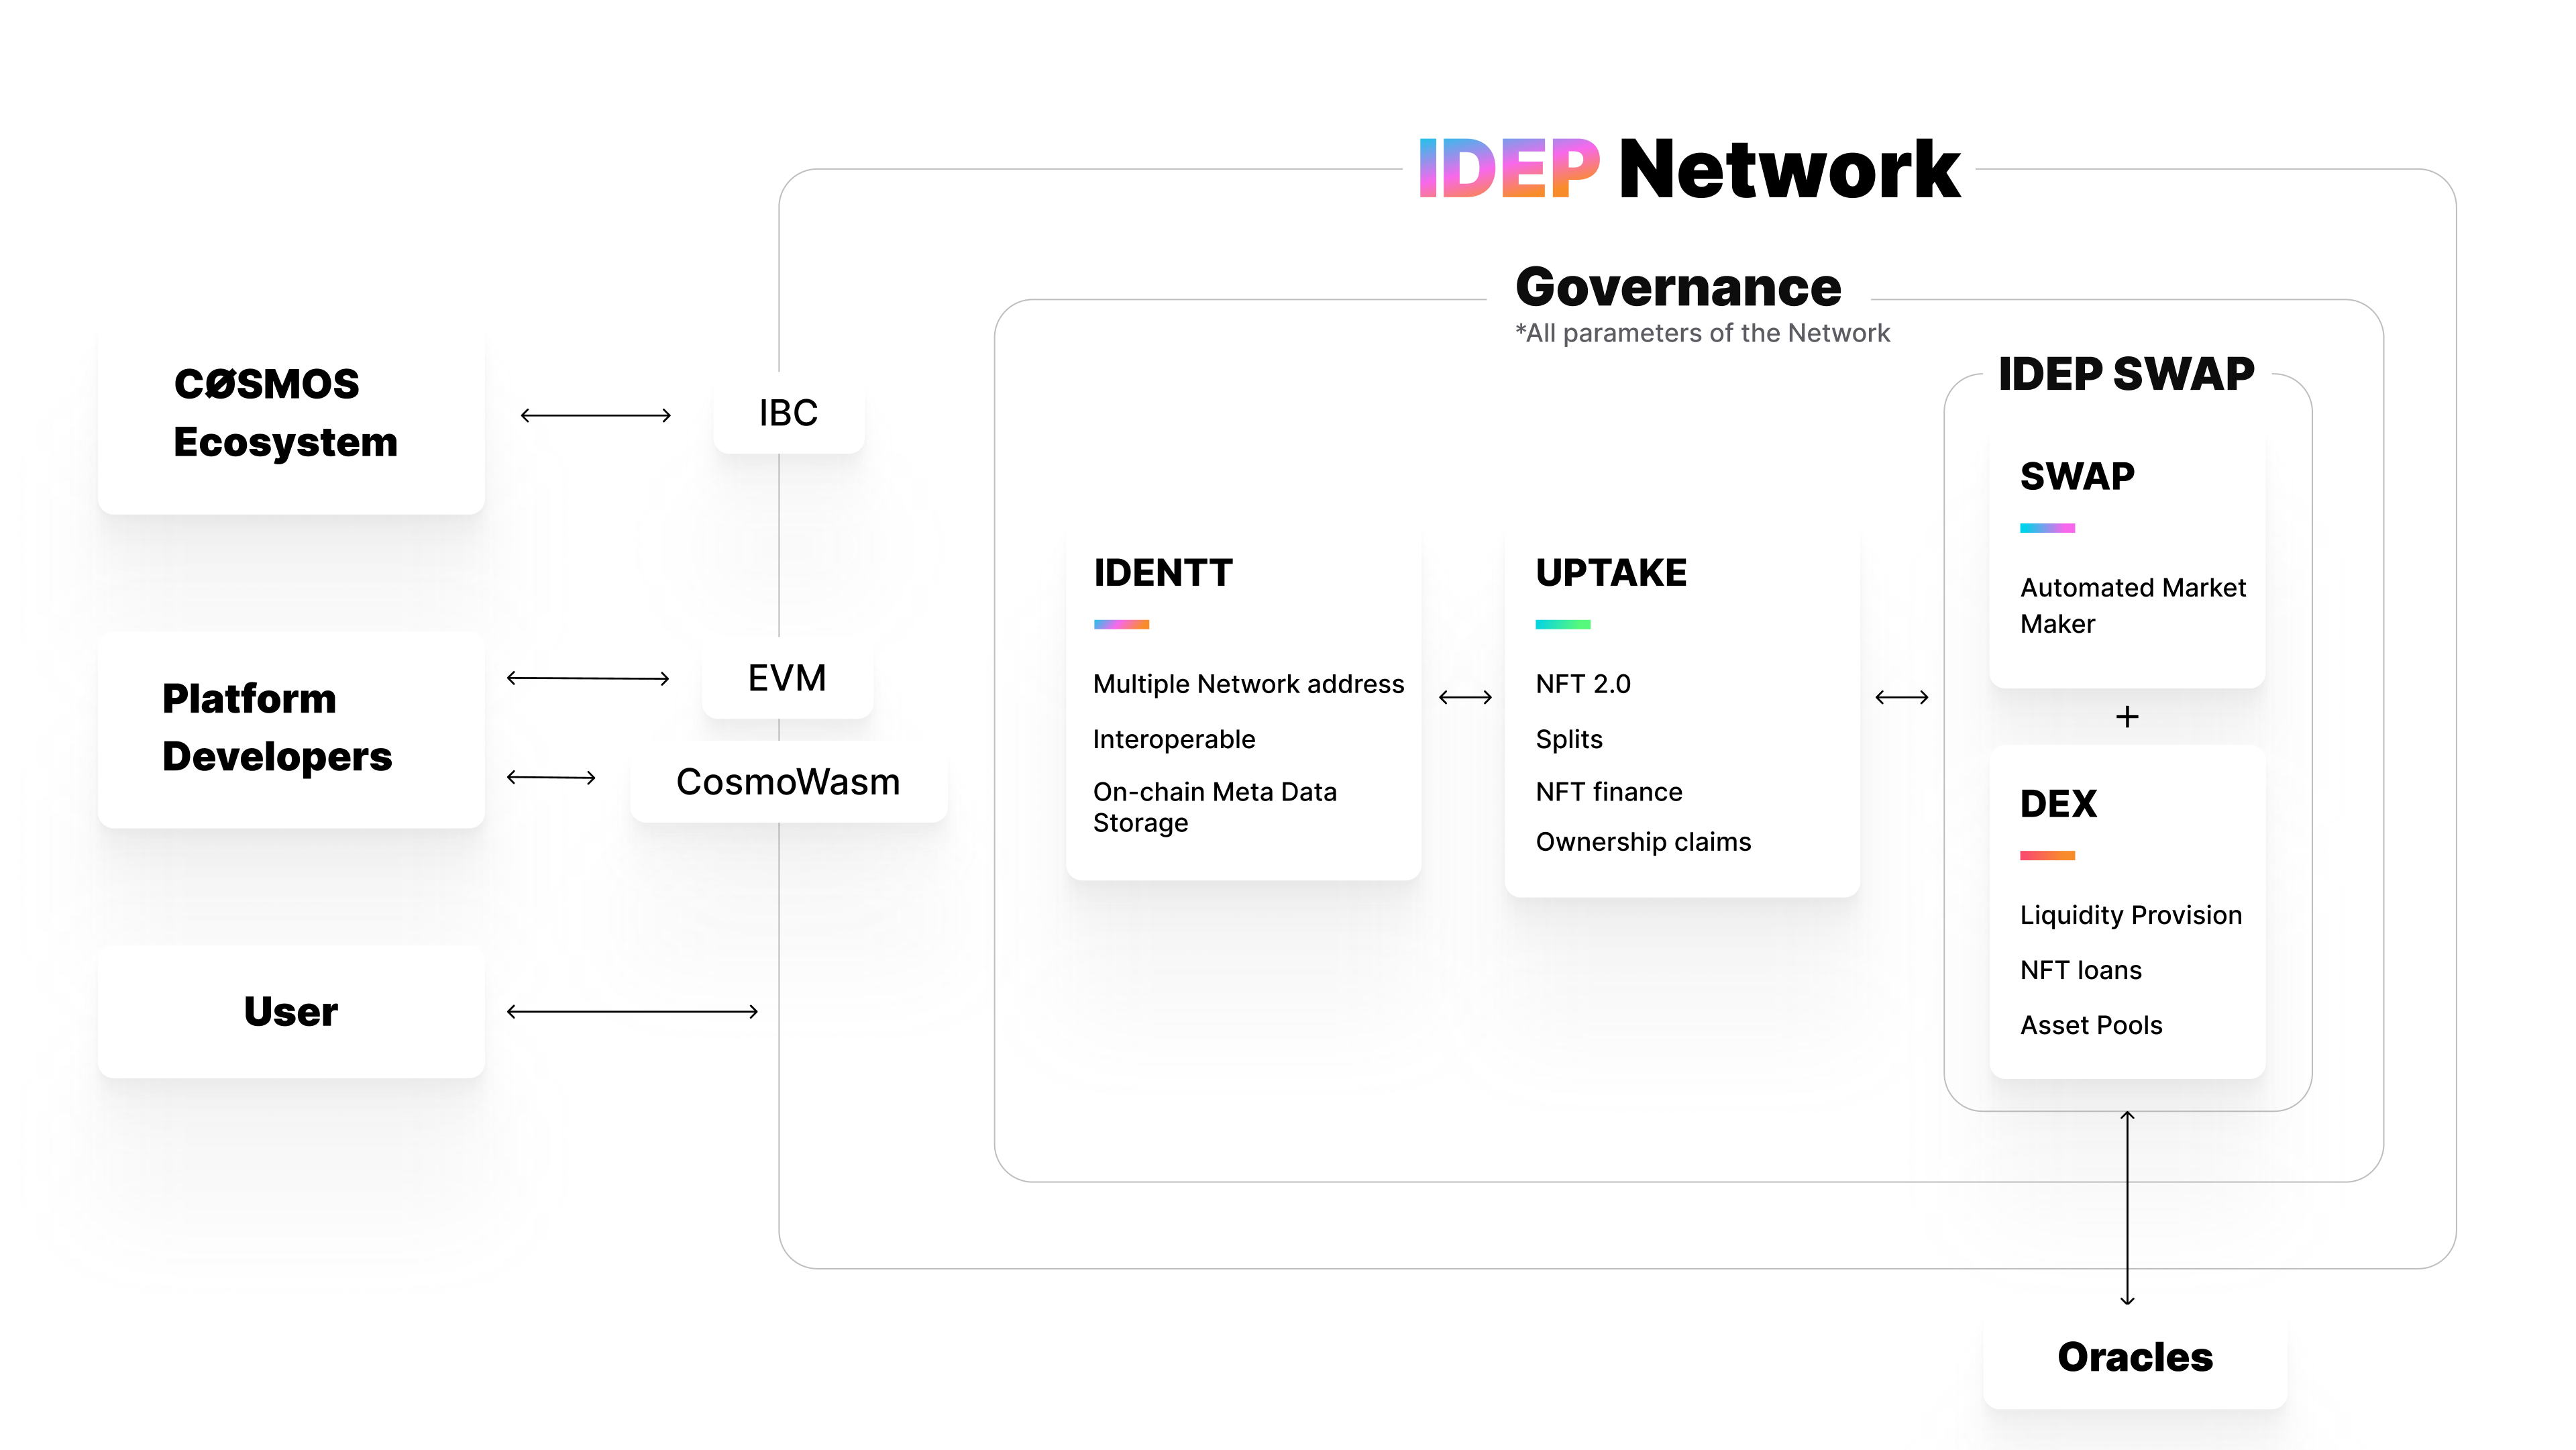 IDEP Network
Governance
*All parameters of the Network
CØSMOS
Ecosystem
IBC
Platform
Developers
EVM
CosmoWasm
User
IDENTT
Multiple Network address
Interoperable
On-chain Meta Data
Storage
UPTAKE
NFT 2.0
Splits
NFT finance
Ownership claims
IDEP SWAP
SWAP
Automated Market
Maker
+
DEX
Liquidity Provision
NFT loans
Asset Pools
Oracles